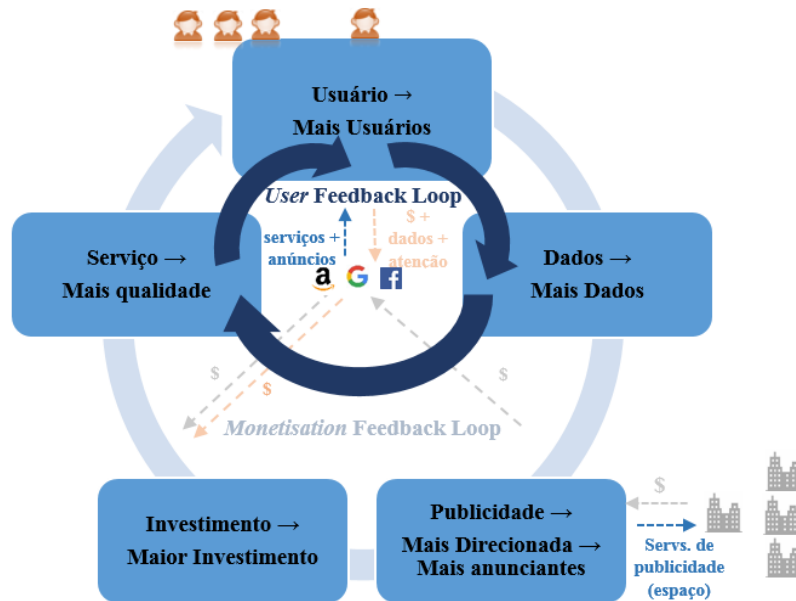 Usuário →
Mais Usuários
User Feedback Loop
serviços +
anúncios
$ +
dados +
atencão
Serviço →
Mais qualidade
Dados →
Mais Dados
a
G
f
$
$
$
Monetisation Feedback Loop
Investimento →
Maior Investimento
Publicidade →
Mais Direcionada →
Mais anunciantes
$
Servs. de
publicidade
(espaço)